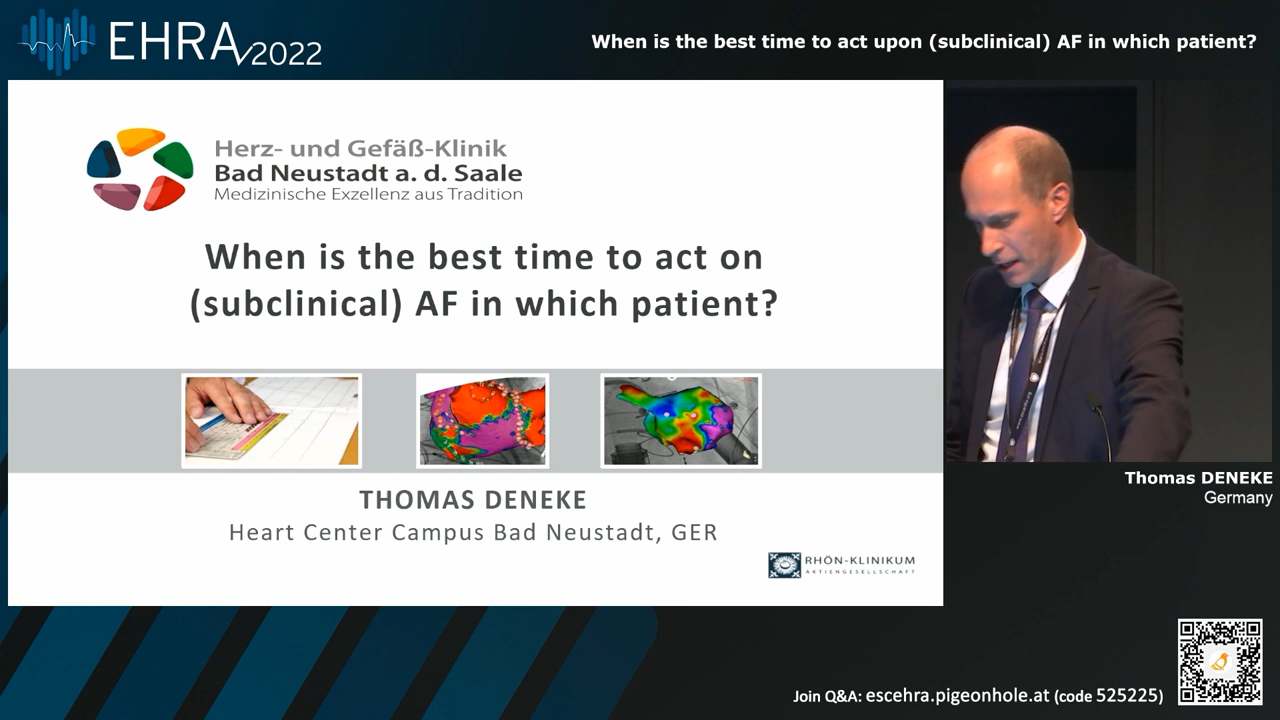 EHRA 2022
When is the best time to act upon (subclinical) AF in which patient?
Herz- und Gefäß-Klinik
Bad Neustadt a. d. Saale
Medizinische Exzellenz aus Tradition
When is the best time to act on
(subclinical) AF in which patient?
THOMAS DENEKE
Heart Center Campus Bad Neustadt, GER
RHÖN-KLINIKUM
AKTIENGESELLSCHAFT
Thomas DENEKE
Germany
Join Q&A: escehra.pigeonhole.at (code 525225)